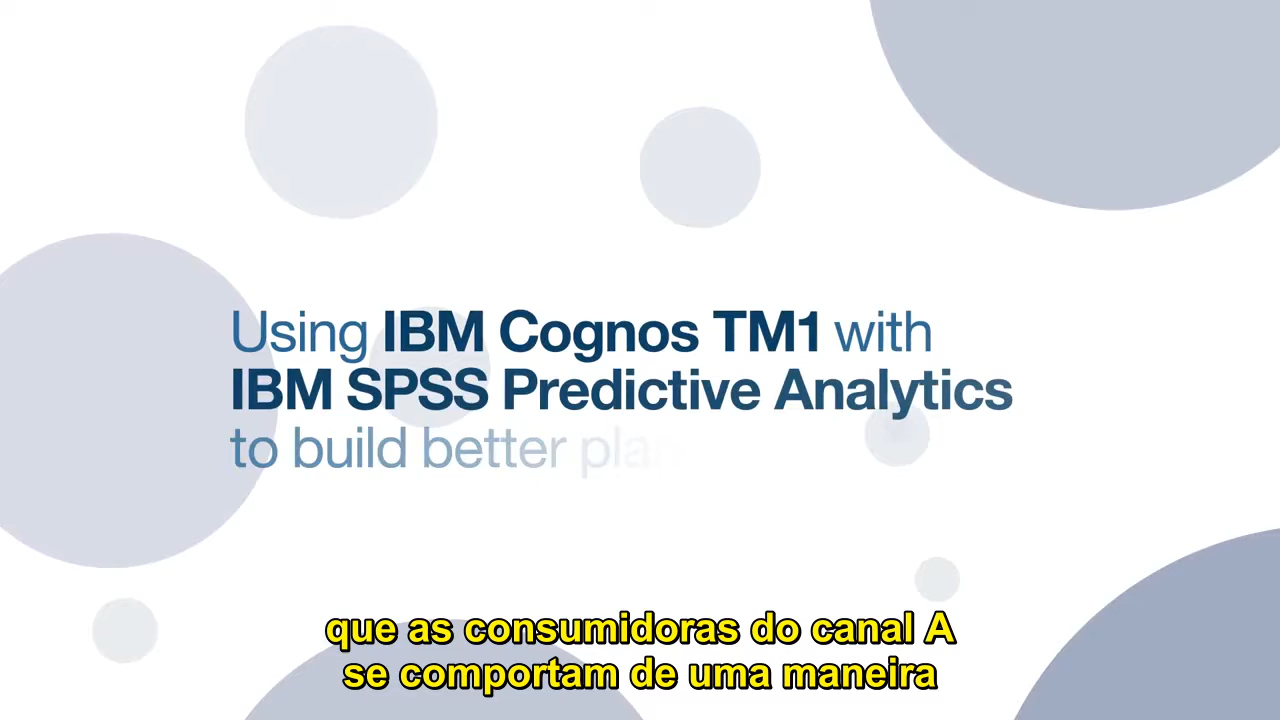 Using IBM Cognos TM1 with
IBM SPSS Predictive Analytics
to build better pla
que as consumidoras do canal A
se comportam de uma maneira